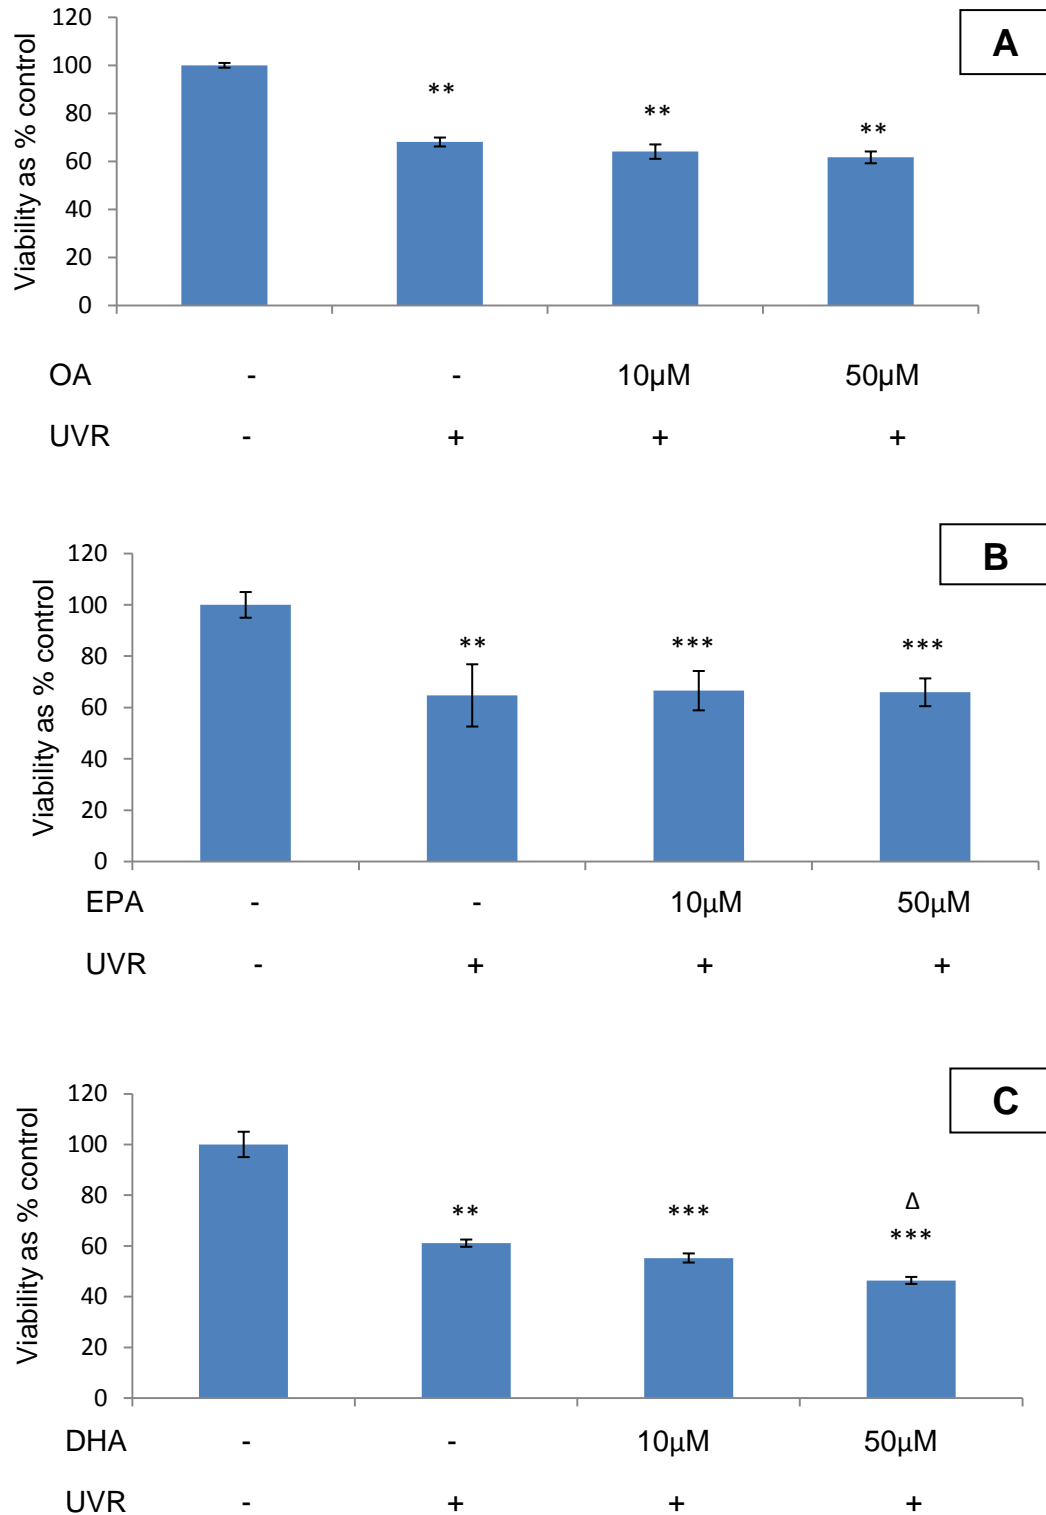 A
Viability as % control
120
100
80
60
40
20
0
** ** **
OA - - 10µM 50µM
UVR - + + +
B
Viability as % control
120
100
80
60
40
20
0
** *** ***
EPA - - 10µM 50µM
UVR - + + +
C
Viability as % control
120
100
80
60
40
20
0
Δ
** *** ***
DHA - - 10µM 50µM
UVR - + + +